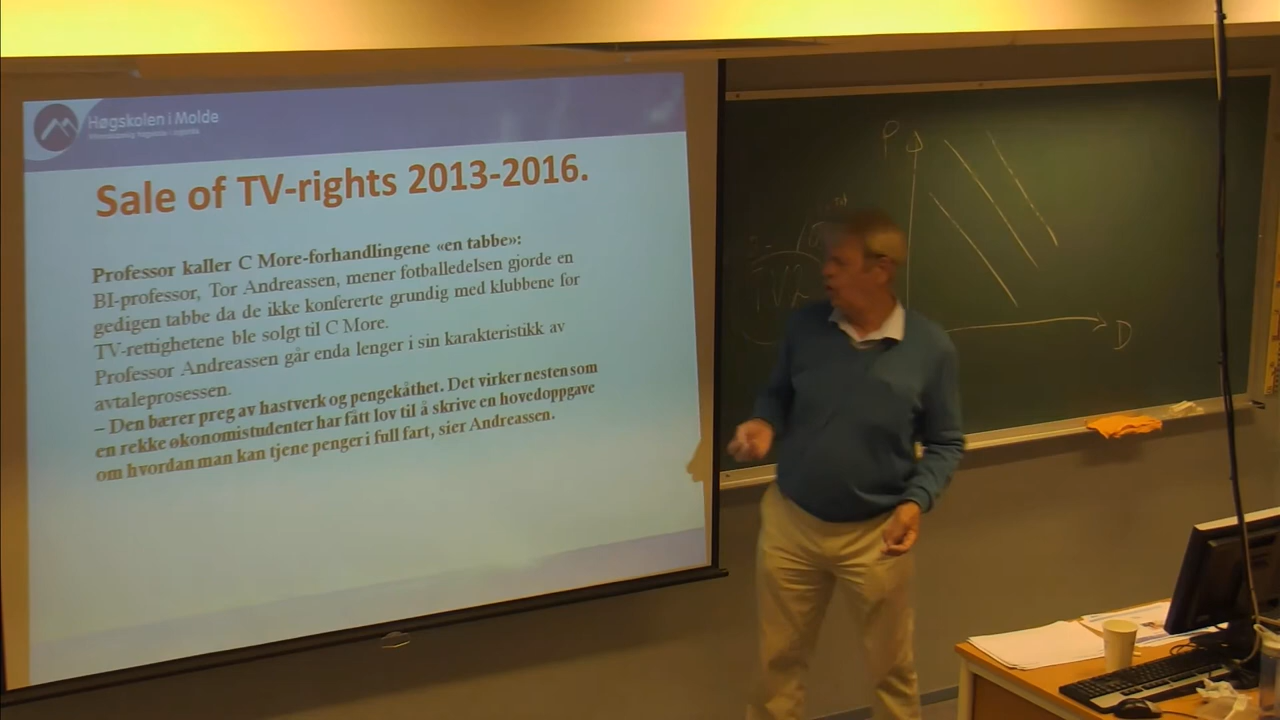 Høgskolen i Molde
Vitenskapelig høgskole i logistikk
Sale of TV-rights 2013-2016.
Professor kaller C More-forhandlingene «en tabbe»:
BI-professor, Tor Andreassen, mener fotballedelsen gjorde en
gedigen tabbe da de ikke konfererte grundig med klubbene før
TV-rettighetene ble solgt til C More.
Professor Andreassen går enda lenger i sin karakteristikk av
avtaleprosessen.
– Den bærer preg av hastverk og pengekåthet. Det virker nesten som
en rekke økonomistudenter har fått lov til å skrive en hovedoppgave
om hvordan man kan tjene penger i full fart, sier Andreassen.
P
D
TV2